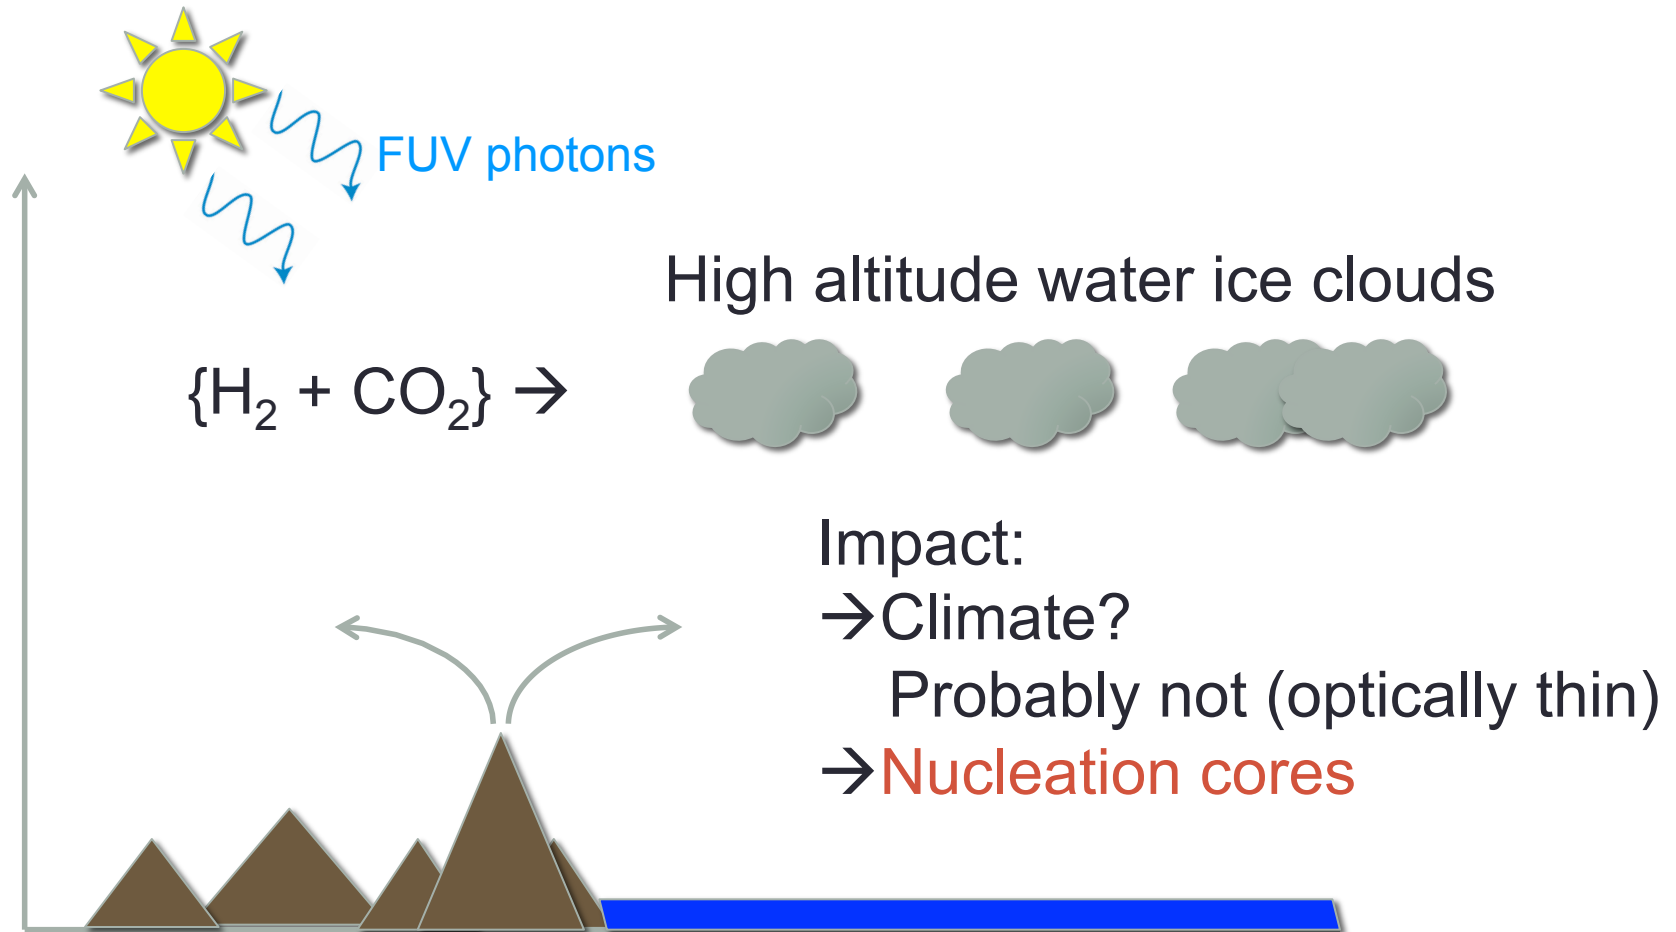 FUV photons
High altitude water ice clouds
{H₂ + CO₂} →
Impact:
→Climate?
Probably not (optically thin)
→Nucleation cores